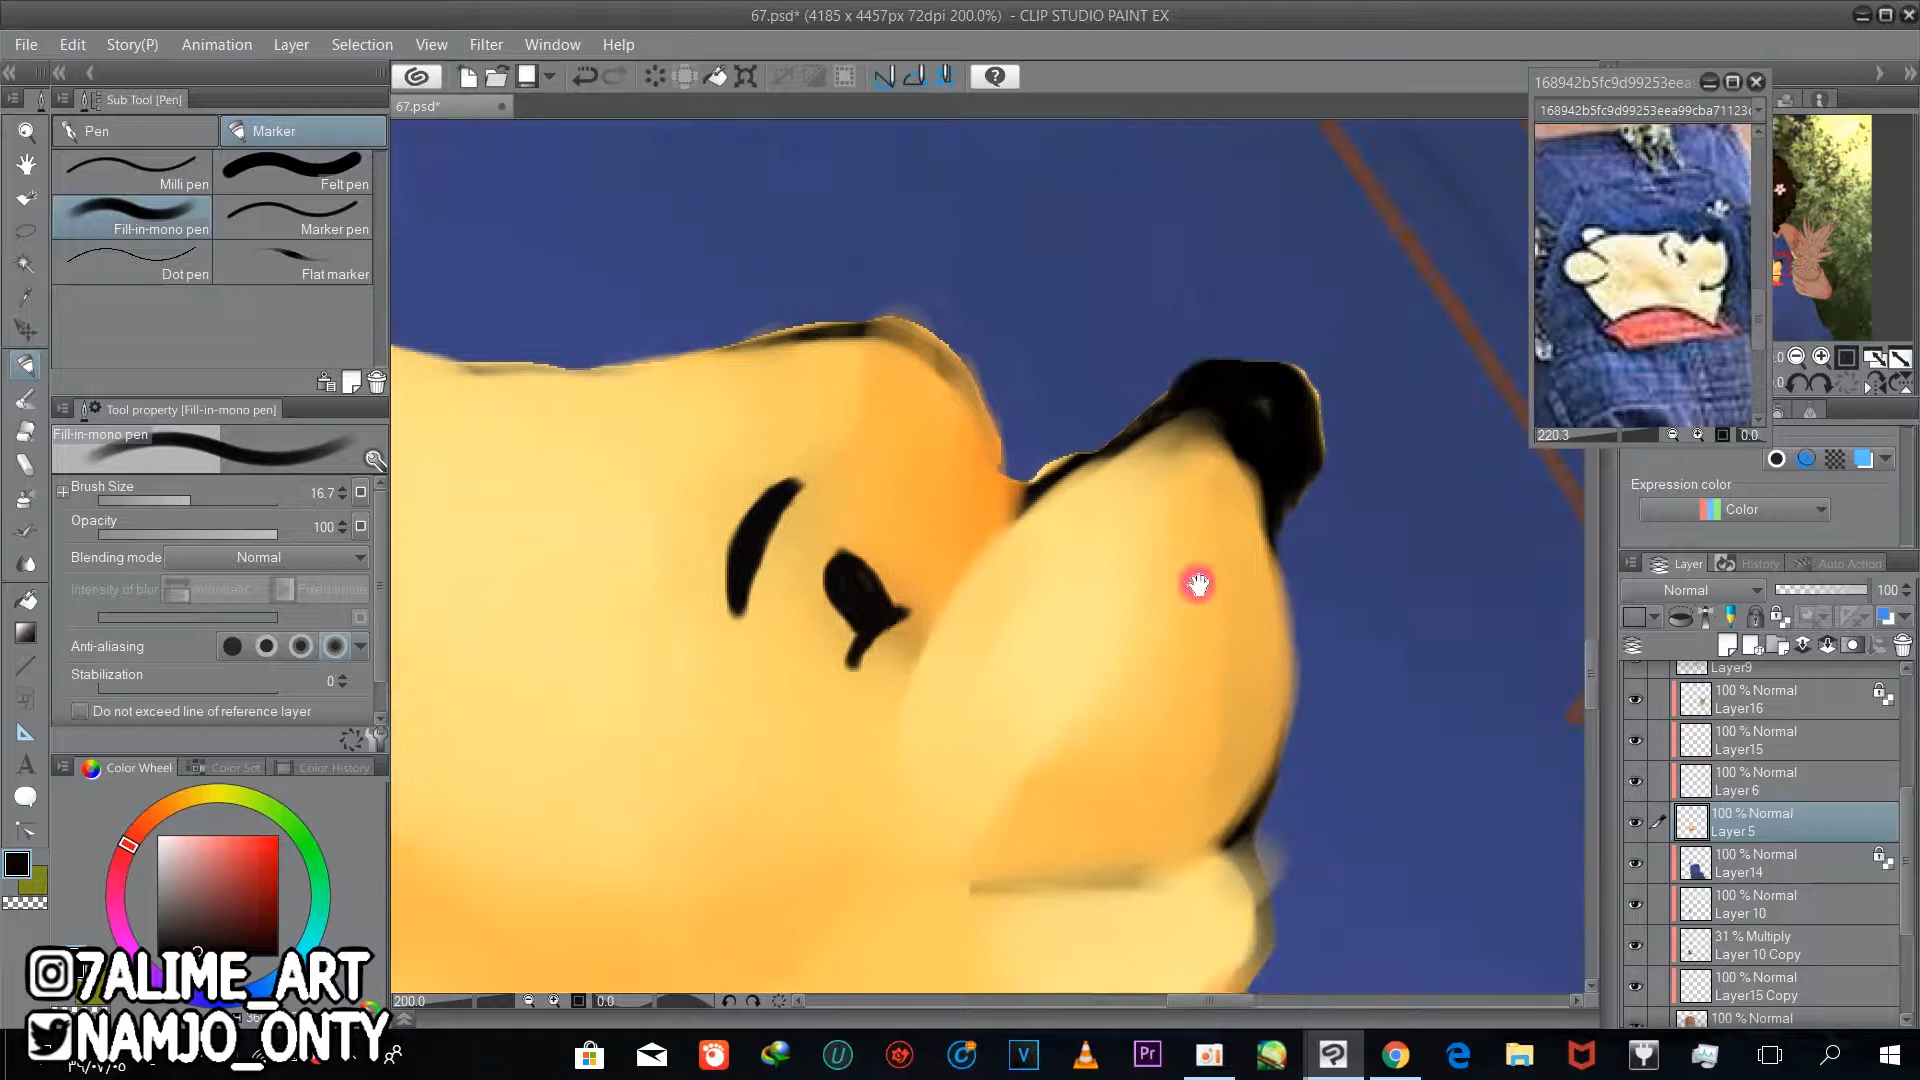 67.psd* (4185 x 4457px 72dpi 200.0%) - CLIP STUDIO PAINT EX
File Edit Story(P) Animation Layer Selection View Filter Window Help
Sub Tool [Pen]
67.psd*
Pen Marker
Milli pen Felt pen
Fill-in-mono pen Marker pen
Dot pen Flat marker
Tool property [Fill-in-mono pen]
Fill-in-mono pen
Brush Size 16.7
Opacity 100
Blending mode Normal
Intensity of blur
Anti-aliasing
Stabilization 0
Do not exceed line of reference layer
Color Wheel Color Set Color History
7ALIME_ART
NAMJO_ONTY
200.0 0.0
168942b5fc9d99253eea
168942b5fc9d99253eea99cba71123
220.3 0.0
Expression color
Color
Layer History Auto Action
Normal 100
Layer9
100 % Normal
Layer16
100 % Normal
Layer15
100 % Normal
Layer 6
100 % Normal
Layer 5
100 % Normal
Layer14
100 % Normal
Layer 10
31 % Multiply
Layer 10 Copy
100 % Normal
Layer15 Copy
100 % Normal
Pr